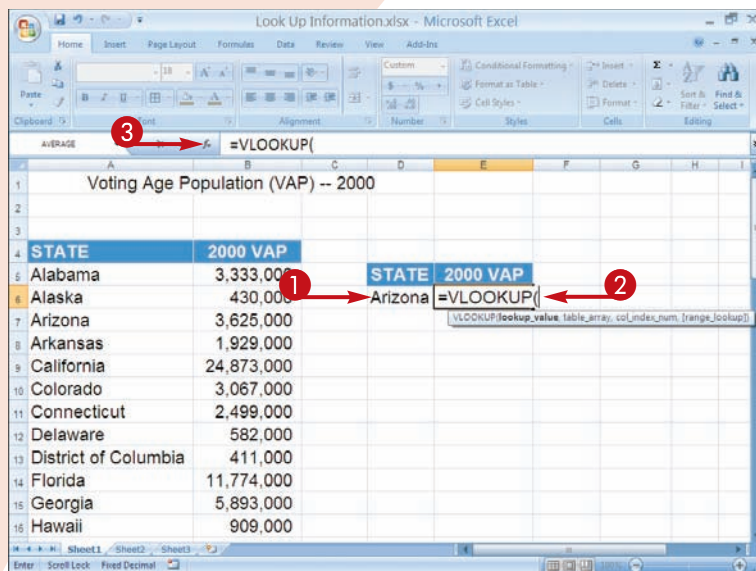 Look Up Information.xlsx - Microsoft Excel
Home Insert Page Layout Formulas Data Review View Add-Ins
Paste
18 A A
B I U A
Custom
$ % ,
Conditional Formatting
Format as Table
Cell Styles
Insert
Delete
Format
Σ
Sort & Filter
Find & Select
Clipboard Font Alignment Number Styles Cells Editing
3
AVERAGE fx =VLOOKUP(
A B C D E F G H I
1 Voting Age Population (VAP) -- 2000
2
3
4 STATE 2000 VAP
5 Alabama 3,333,000 STATE 2000 VAP
1 2
6 Alaska 430,000 Arizona =VLOOKUP(
VLOOKUP(lookup_value, table_array, col_index_num, [range_lookup])
7 Arizona 3,625,000
8 Arkansas 1,929,000
9 California 24,873,000
10 Colorado 3,067,000
11 Connecticut 2,499,000
12 Delaware 582,000
13 District of Columbia 411,000
14 Florida 11,774,000
15 Georgia 5,893,000
16 Hawaii 909,000
Sheet1 Sheet2 Sheet3
Enter Scroll Lock Fixed Decimal 100%